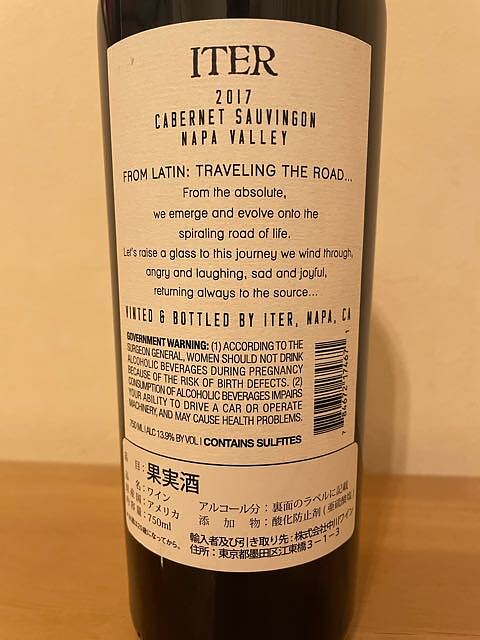 ITER
2017
CABERNET SAUVINGON
NAPA VALLEY
FROM LATIN: TRAVELING THE ROAD...
From the absolute,
we emerge and evolve onto the
spiraling road of life.
Let's raise a glass to this journey we wind through,
angry and laughing, sad and joyful,
returning always to the source...
VINTED & BOTTLED BY ITER, NAPA, CA
GOVERNMENT WARNING: (1) ACCORDING TO THE
SURGEON GENERAL, WOMEN SHOULD NOT DRINK
ALCOHOLIC BEVERAGES DURING PREGNANCY
BECAUSE OF THE RISK OF BIRTH DEFECTS. (2)
CONSUMPTION OF ALCOHOLIC BEVERAGES IMPAIRS
YOUR ABILITY TO DRIVE A CAR OR OPERATE
MACHINERY, AND MAY CAUSE HEALTH PROBLEMS.
750 ML | ALC 13.9% BY VOL | CONTAINS SULFITES
目：果実酒
名：ワイン
国：アメリカ
量：750ml
アルコール分：裏面のラベルに記載
添加物：酸化防止剤(亜硫酸塩)
輸入者及び引き取り先：株式会社中川ワイン
住所：東京都墨田区江東橋3-1-3